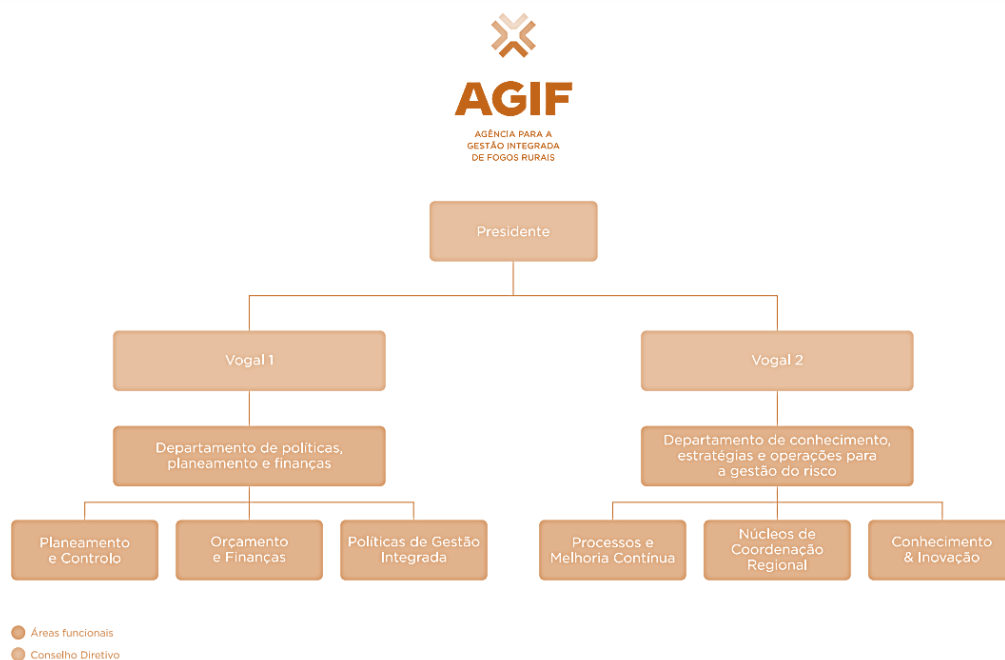 AGIF
AGÊNCIA PARA A
GESTÃO INTEGRADA
DE FOGOS RURAIS
Presidente
Vogal 1
Vogal 2
Departamento de políticas,
planeamento e finanças
Departamento de conhecimento,
estratégias e operações para
a gestão do risco
Planeamento
e Controlo
Orçamento
e Finanças
Políticas de Gestão
Integrada
Processos e
Melhoria Contínua
Núcleos de
Coordenação
Regional
Conhecimento
& Inovação
Áreas funcionais
Conselho Diretivo